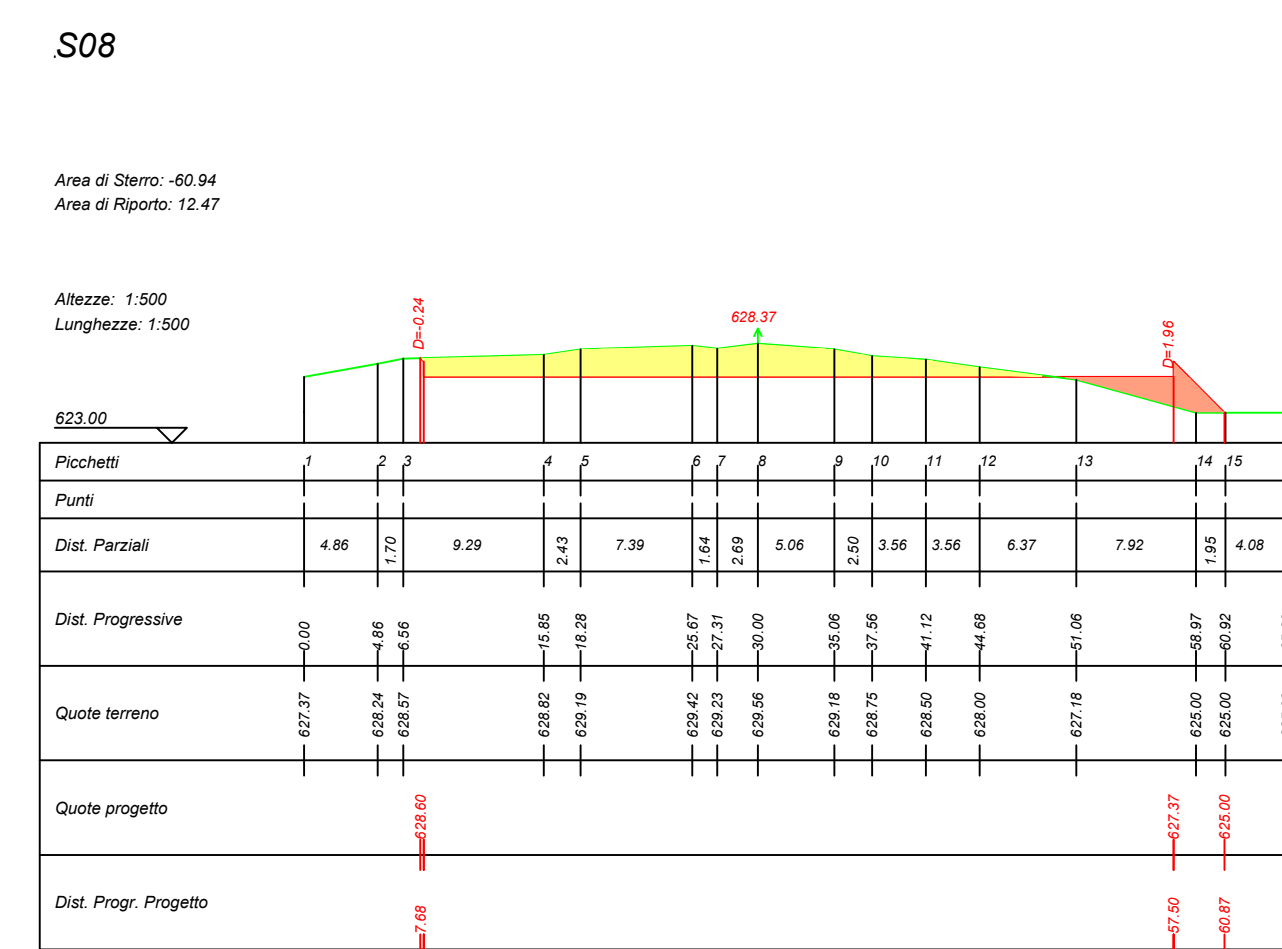 .S08
Area di Sterro: -60.94
Area di Riporto: 12.47
Altezze: 1:500
Lunghezze: 1:500
D=-0.24
628.37
D=1.96
623.00
Picchetti 1 2 3 4 5 6 7 8 9 10 11 12 13 14 15
Punti
Dist. Parziali 4.86 1.70 9.29 2.43 7.39 1.64 2.69 5.06 2.50 3.56 3.56 6.37 7.92 1.95 4.08
Dist. Progressive 0.00 4.86 6.56 15.85 18.28 25.67 27.31 30.00 35.06 37.56 41.12 44.68 51.06 58.97 60.92
Quote terreno 627.37 628.24 628.57 628.82 629.19 629.42 629.23 629.56 629.18 628.75 628.50 628.00 627.18 625.00 625.00
Quote progetto 628.60 627.37 625.00
Dist. Progr. Progetto 7.68 57.50 60.87